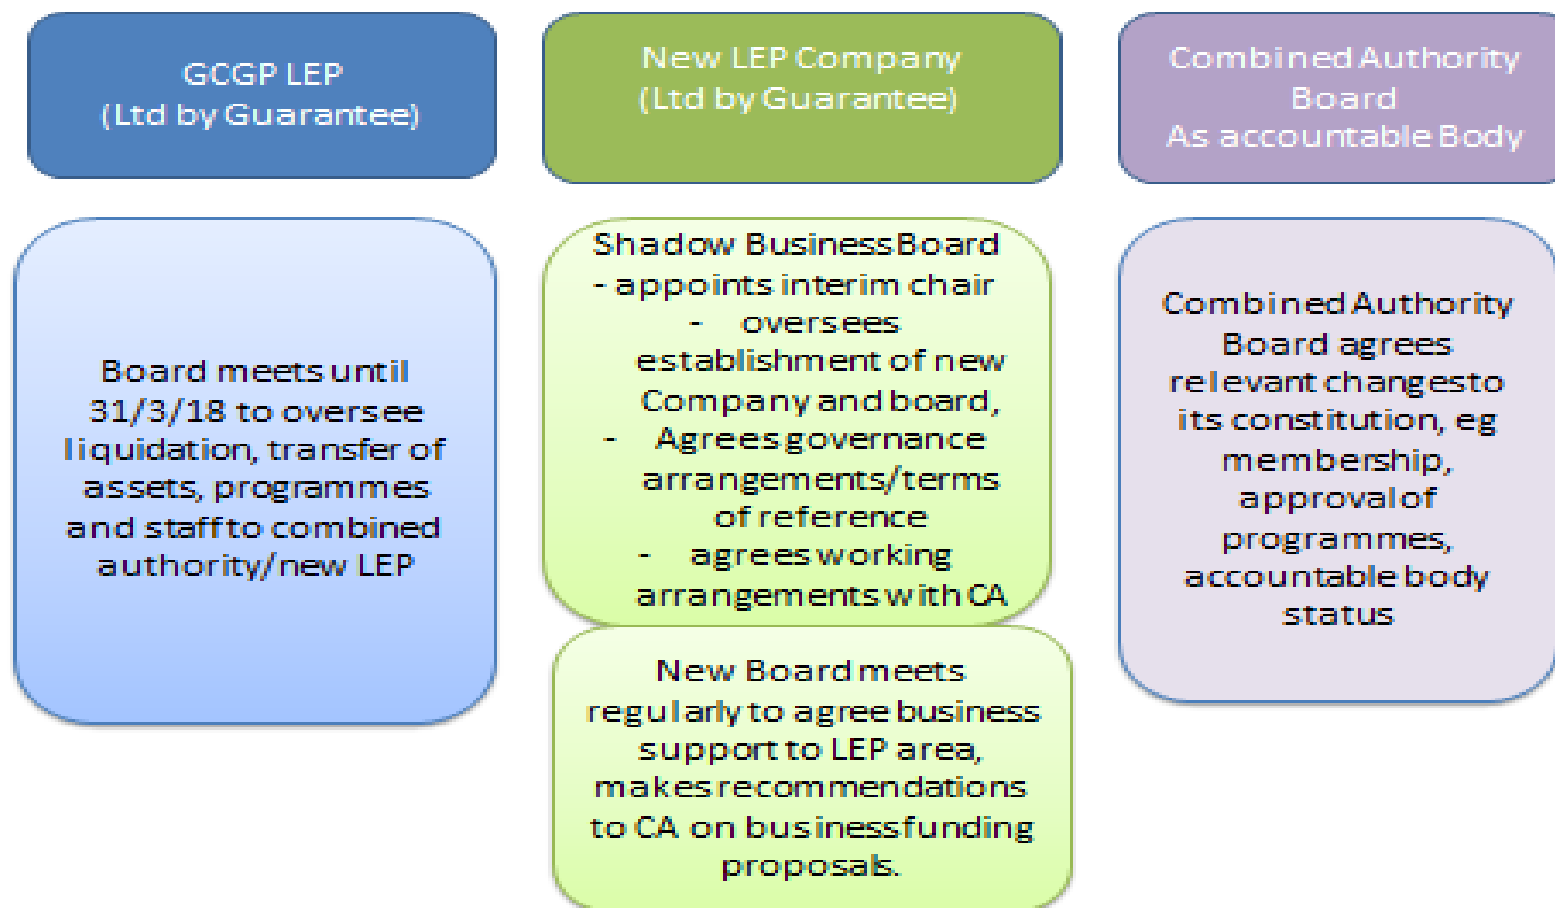 GCGP LEP
(Ltd by Guarantee)
New LEP Company
(Ltd by Guarantee)
Combined Authority
Board
As accountable Body
Board meets until
31/3/18 to oversee
liquidation, transfer of
assets, programmes
and staff to combined
authority/new LEP
Shadow Business Board
- appoints interim chair
- oversees
establishment of new
Company and board,
- Agrees governance
arrangements/terms
of reference
- agrees working
arrangements with CA
New Board meets
regularly to agree business
support to LEP area,
makes recommendations
to CA on business funding
proposals.
Combined Authority
Board agrees
relevant changes to
its constitution, eg
membership,
approval of
programmes,
accountable body
status